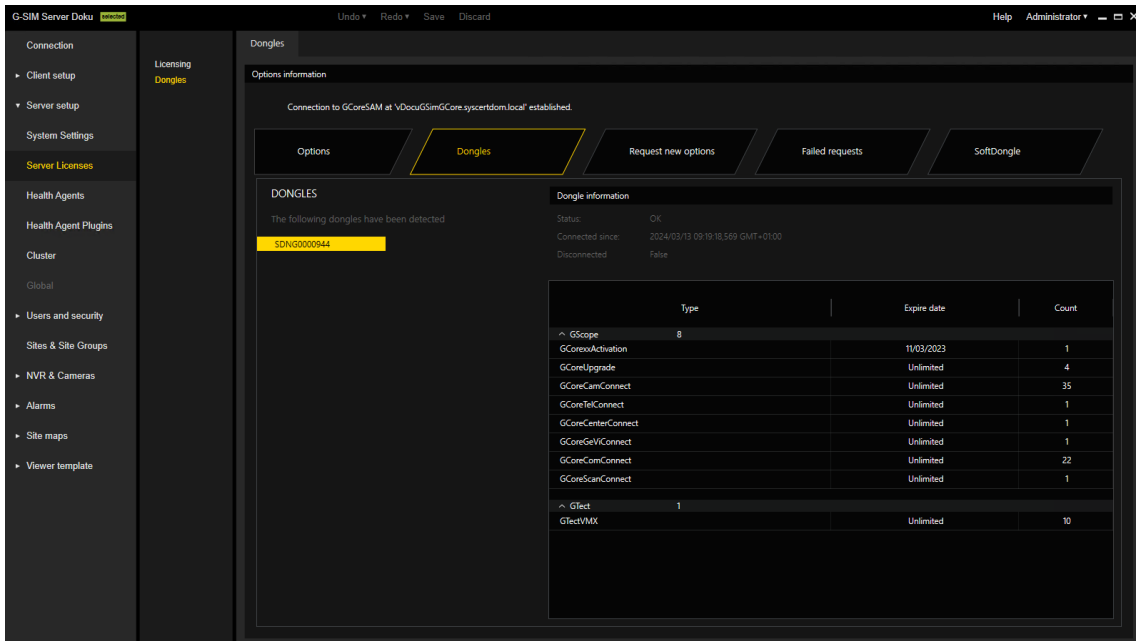 G-SIM Server Doku selected Undo Redo Save Discard Help Administrator
Connection
Client setup
Server setup
System Settings
Server Licenses
Health Agents
Health Agent Plugins
Cluster
Global
Users and security
Sites & Site Groups
NVR & Cameras
Alarms
Site maps
Viewer template
Licensing
Dongles
Dongles
Options information
Connection to GCoreSAM at 'vDocuGSimGCore.syscertdom.local' established.
Options Dongles Request new options Failed requests SoftDongle
DONGLES
The following dongles have been detected
SDNG0000944
Dongle information
Status: OK
Connected since: 2024/03/13 09:19:18,569 GMT+01:00
Disconnected False
Type Expire date Count
GScope 8
GCorexxActivation 11/03/2023 1
GCoreUpgrade Unlimited 4
GCoreCamConnect Unlimited 35
GCoreTelConnect Unlimited 1
GCoreCenterConnect Unlimited 1
GCoreGeViConnect Unlimited 1
GCoreComConnect Unlimited 22
GCoreScanConnect Unlimited 1
GTect 1
GTectVMX Unlimited 10